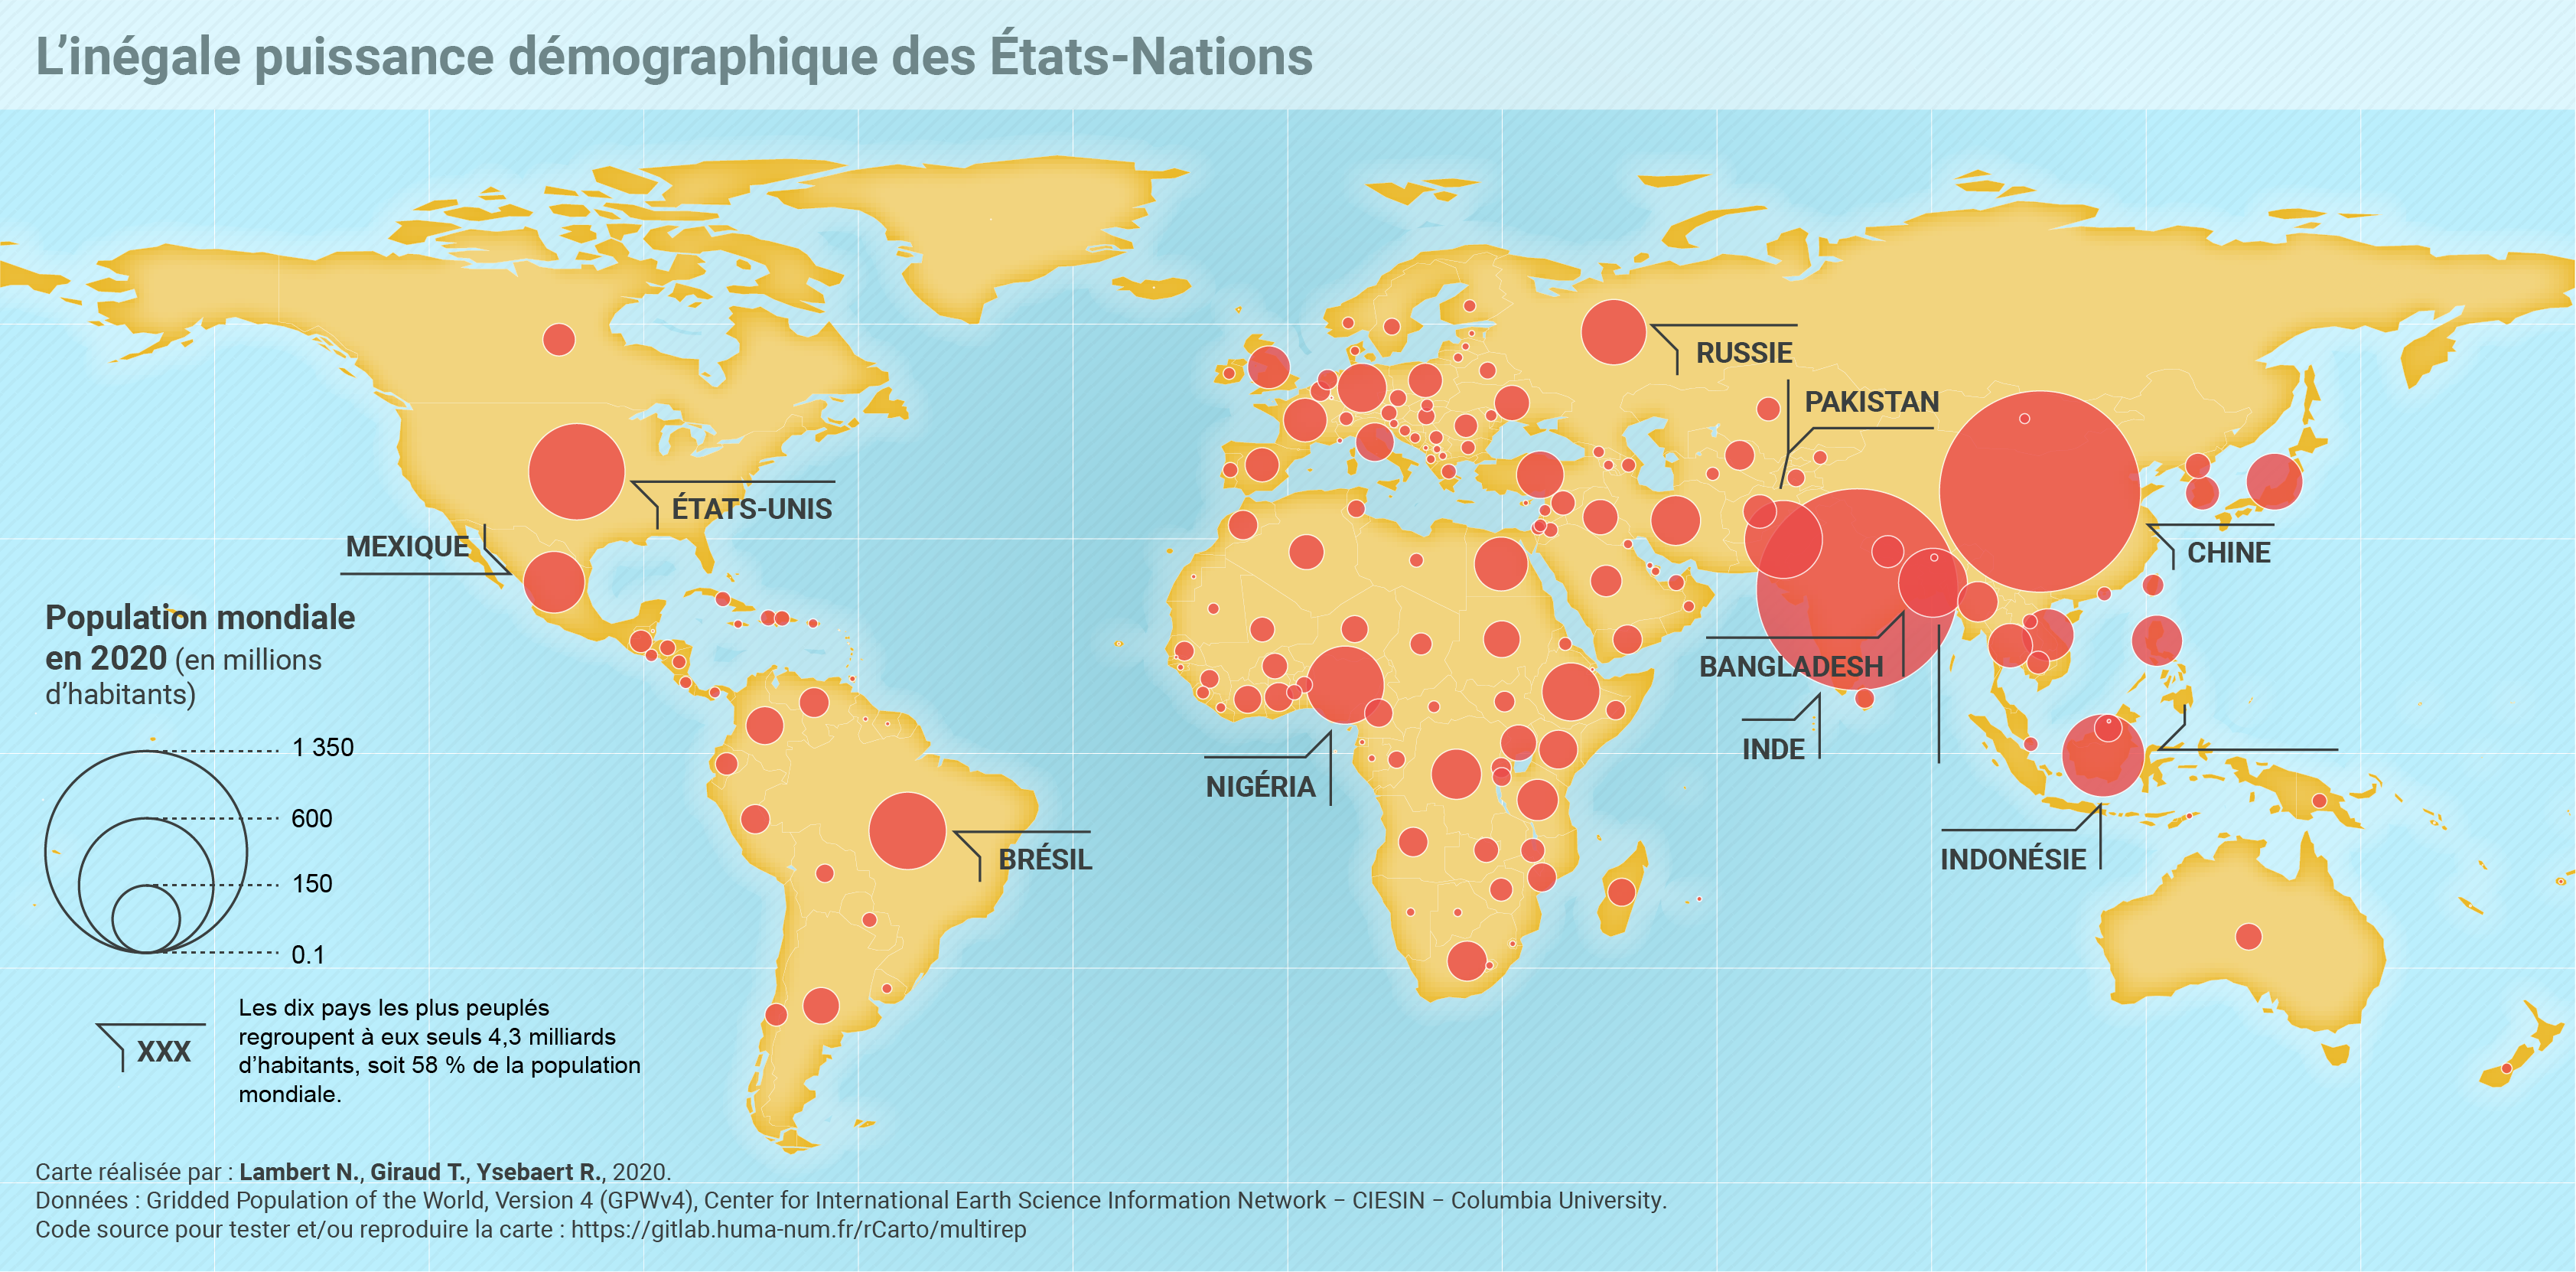 L’inégale puissance démographique des États-Nations
RUSSIE
PAKISTAN
ÉTATS-UNIS
MEXIQUE
CHINE
Population mondiale
en 2020 (en millions
d’habitants)
BANGLADESH
INDE
NIGÉRIA
BRÉSIL
INDONÉSIE
1 350
600
150
0.1
XXX
Les dix pays les plus peuplés
regroupent à eux seuls 4,3 milliards
d’habitants, soit 58 % de la population
mondiale.
Carte réalisée par : Lambert N., Giraud T., Ysebaert R., 2020.
Données : Gridded Population of the World, Version 4 (GPWv4), Center for International Earth Science Information Network – CIESIN – Columbia University.
Code source pour tester et/ou reproduire la carte : https://gitlab.huma-num.fr/rCarto/multirep